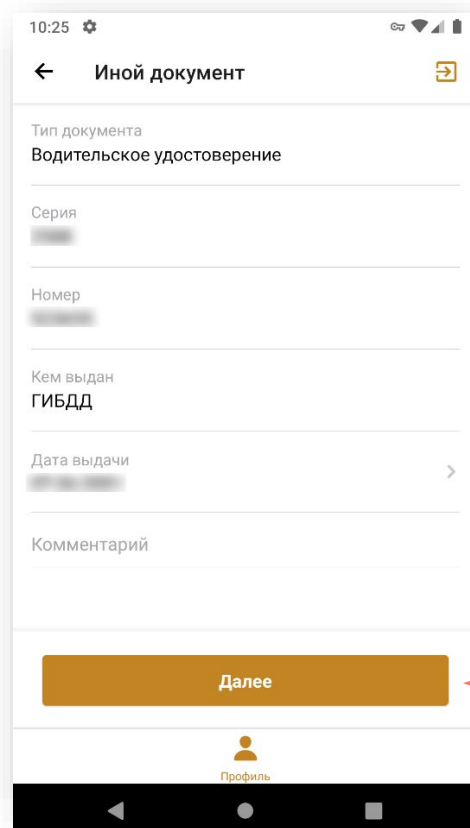 10:25
Иной документ
Тип документа
Водительское удостоверение
Серия
Номер
Кем выдан
ГИБДД
Дата выдачи
Комментарий
Далее
Профиль